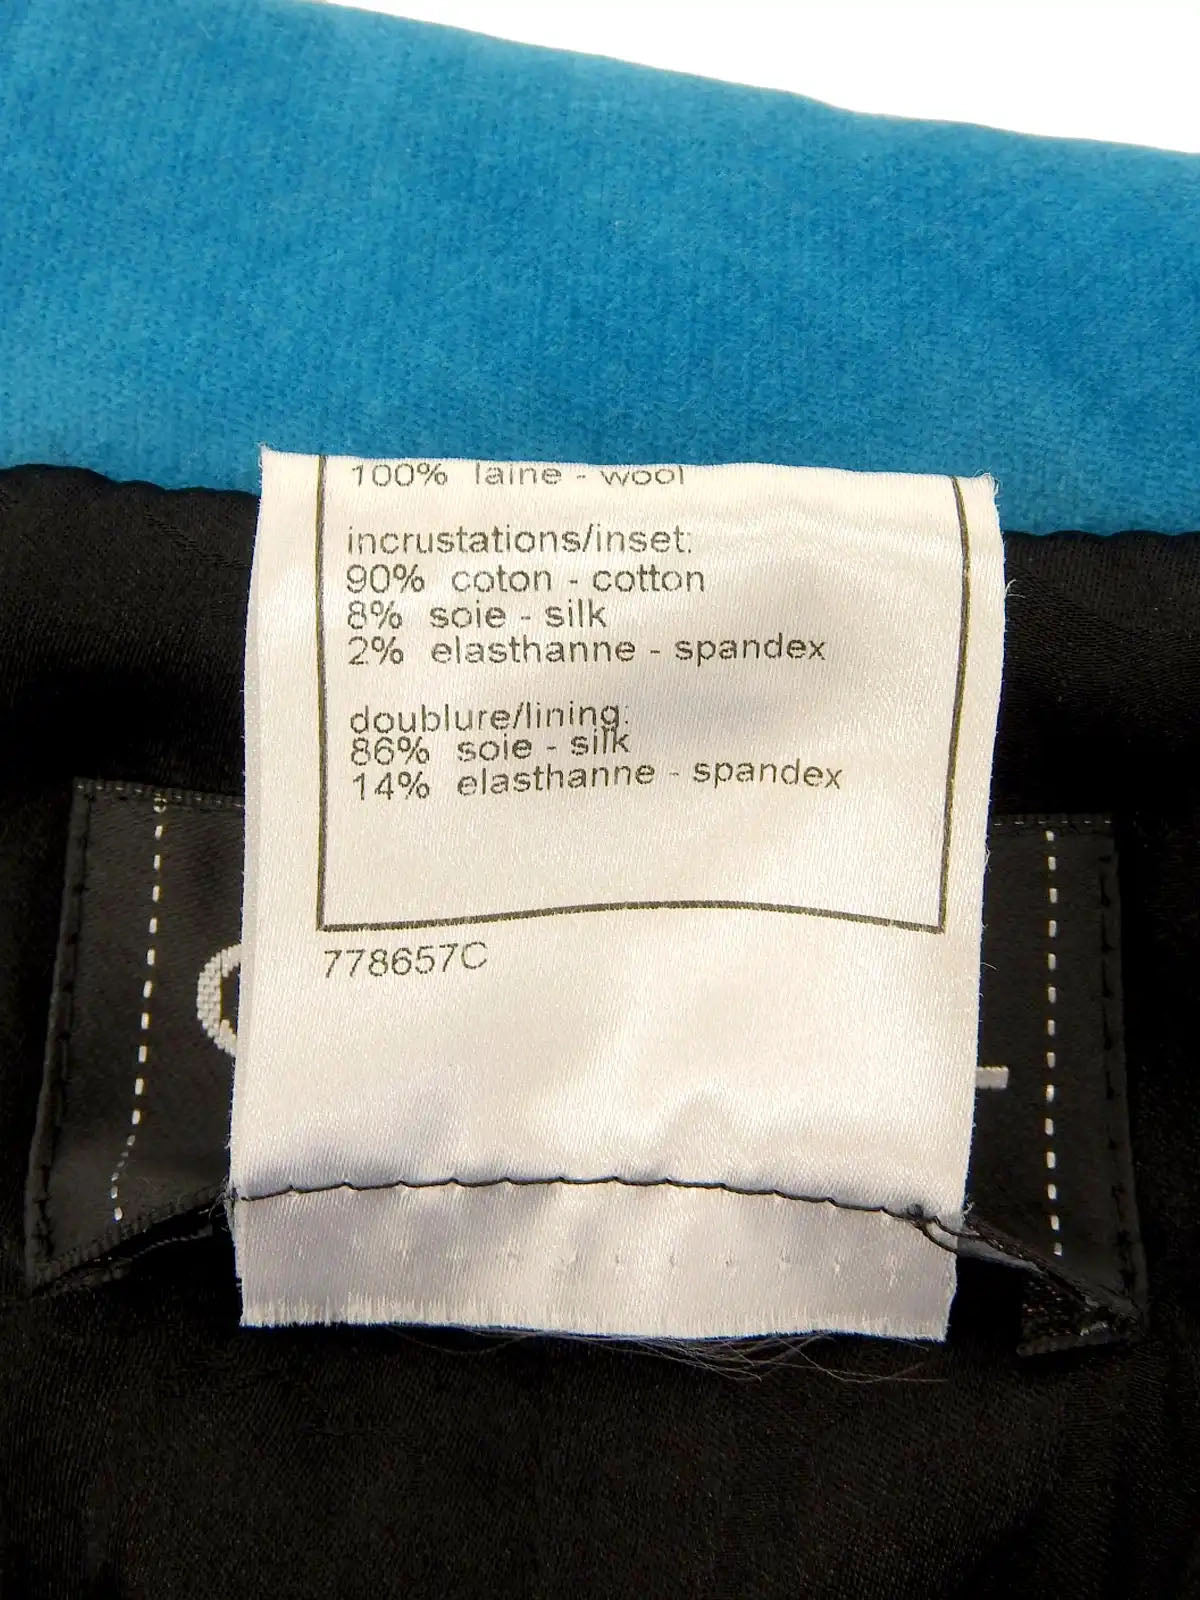 100% laine - wool
incrustations/inset:
90% coton - cotton
8% soie - silk
2% elasthanne - spandex
doublure/lining:
86% soie - silk
14% elasthanne - spandex
778657C